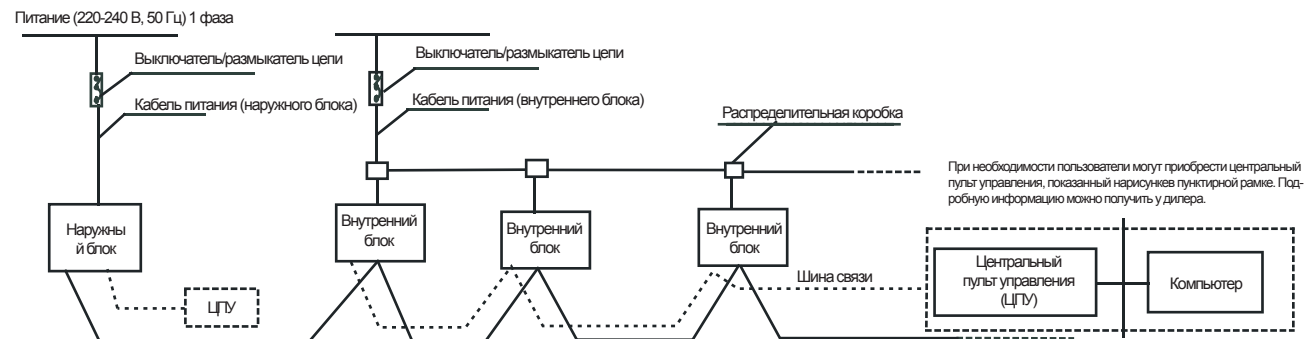 Питание (220-240 В, 50 Гц) 1 фаза
Выключатель/размыкатель цепи
Кабель питания (наружного блока)
Выключатель/размыкатель цепи
Кабель питания (внутреннего блока)
Распределительная коробка
При необходимости пользователи могут приобрести центральный
пульт управления, показанный нарисункев пунктирной рамке. Под-
робную информацию можно получить у дилера.
Наружны
й блок
Внутренний
блок
Внутренний
блок
Внутренний
блок
Шина связи
ЦПУ
Центральный
пульт управления
(ЦПУ)
Компьютер